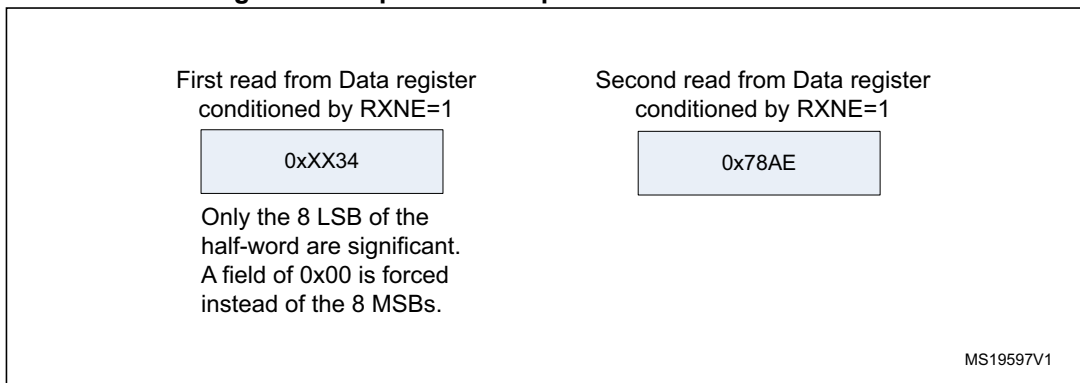 First read from Data register
conditioned by RXNE=1
0xXX34
Only the 8 LSB of the
half-word are significant.
A field of 0x00 is forced
instead of the 8 MSBs.
Second read from Data register
conditioned by RXNE=1
0x78AE
MS19597V1